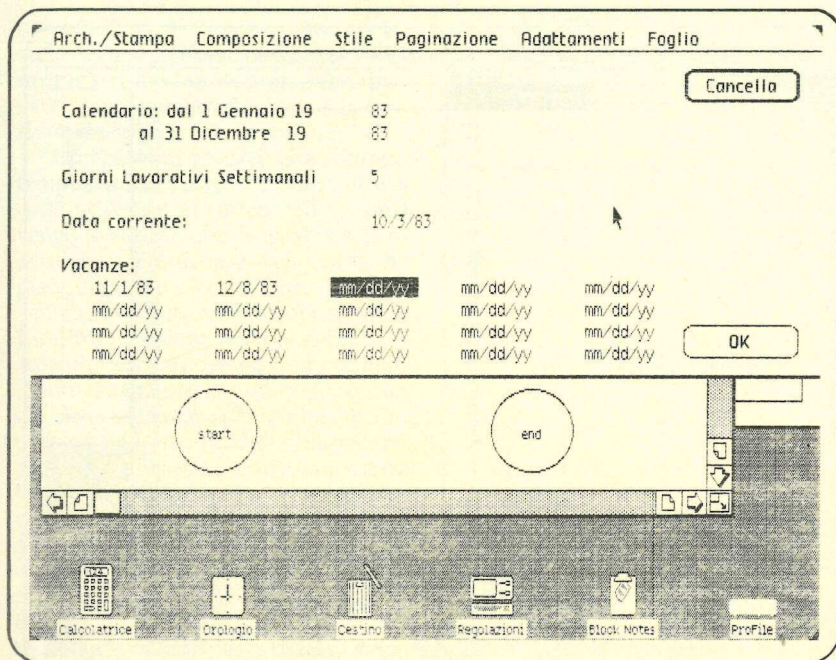 Arch./Stampa Composizione Stile Paginazione Adattamenti Foglio
Cancella
Calendario: dal 1 Gennaio 19 83
al 31 Dicembre 19 83
Giorni Lavorativi Settimanali 5
Data corrente: 10/3/83
Vacanze:
11/1/83 12/8/83 mm/dd/yy mm/dd/yy mm/dd/yy
mm/dd/yy mm/dd/yy mm/dd/yy mm/dd/yy mm/dd/yy
mm/dd/yy mm/dd/yy mm/dd/yy mm/dd/yy mm/dd/yy
mm/dd/yy mm/dd/yy mm/dd/yy mm/dd/yy mm/dd/yy
OK
start end
Calcolatrice Orologio Cestino Regolazioni Block Notes ProFile